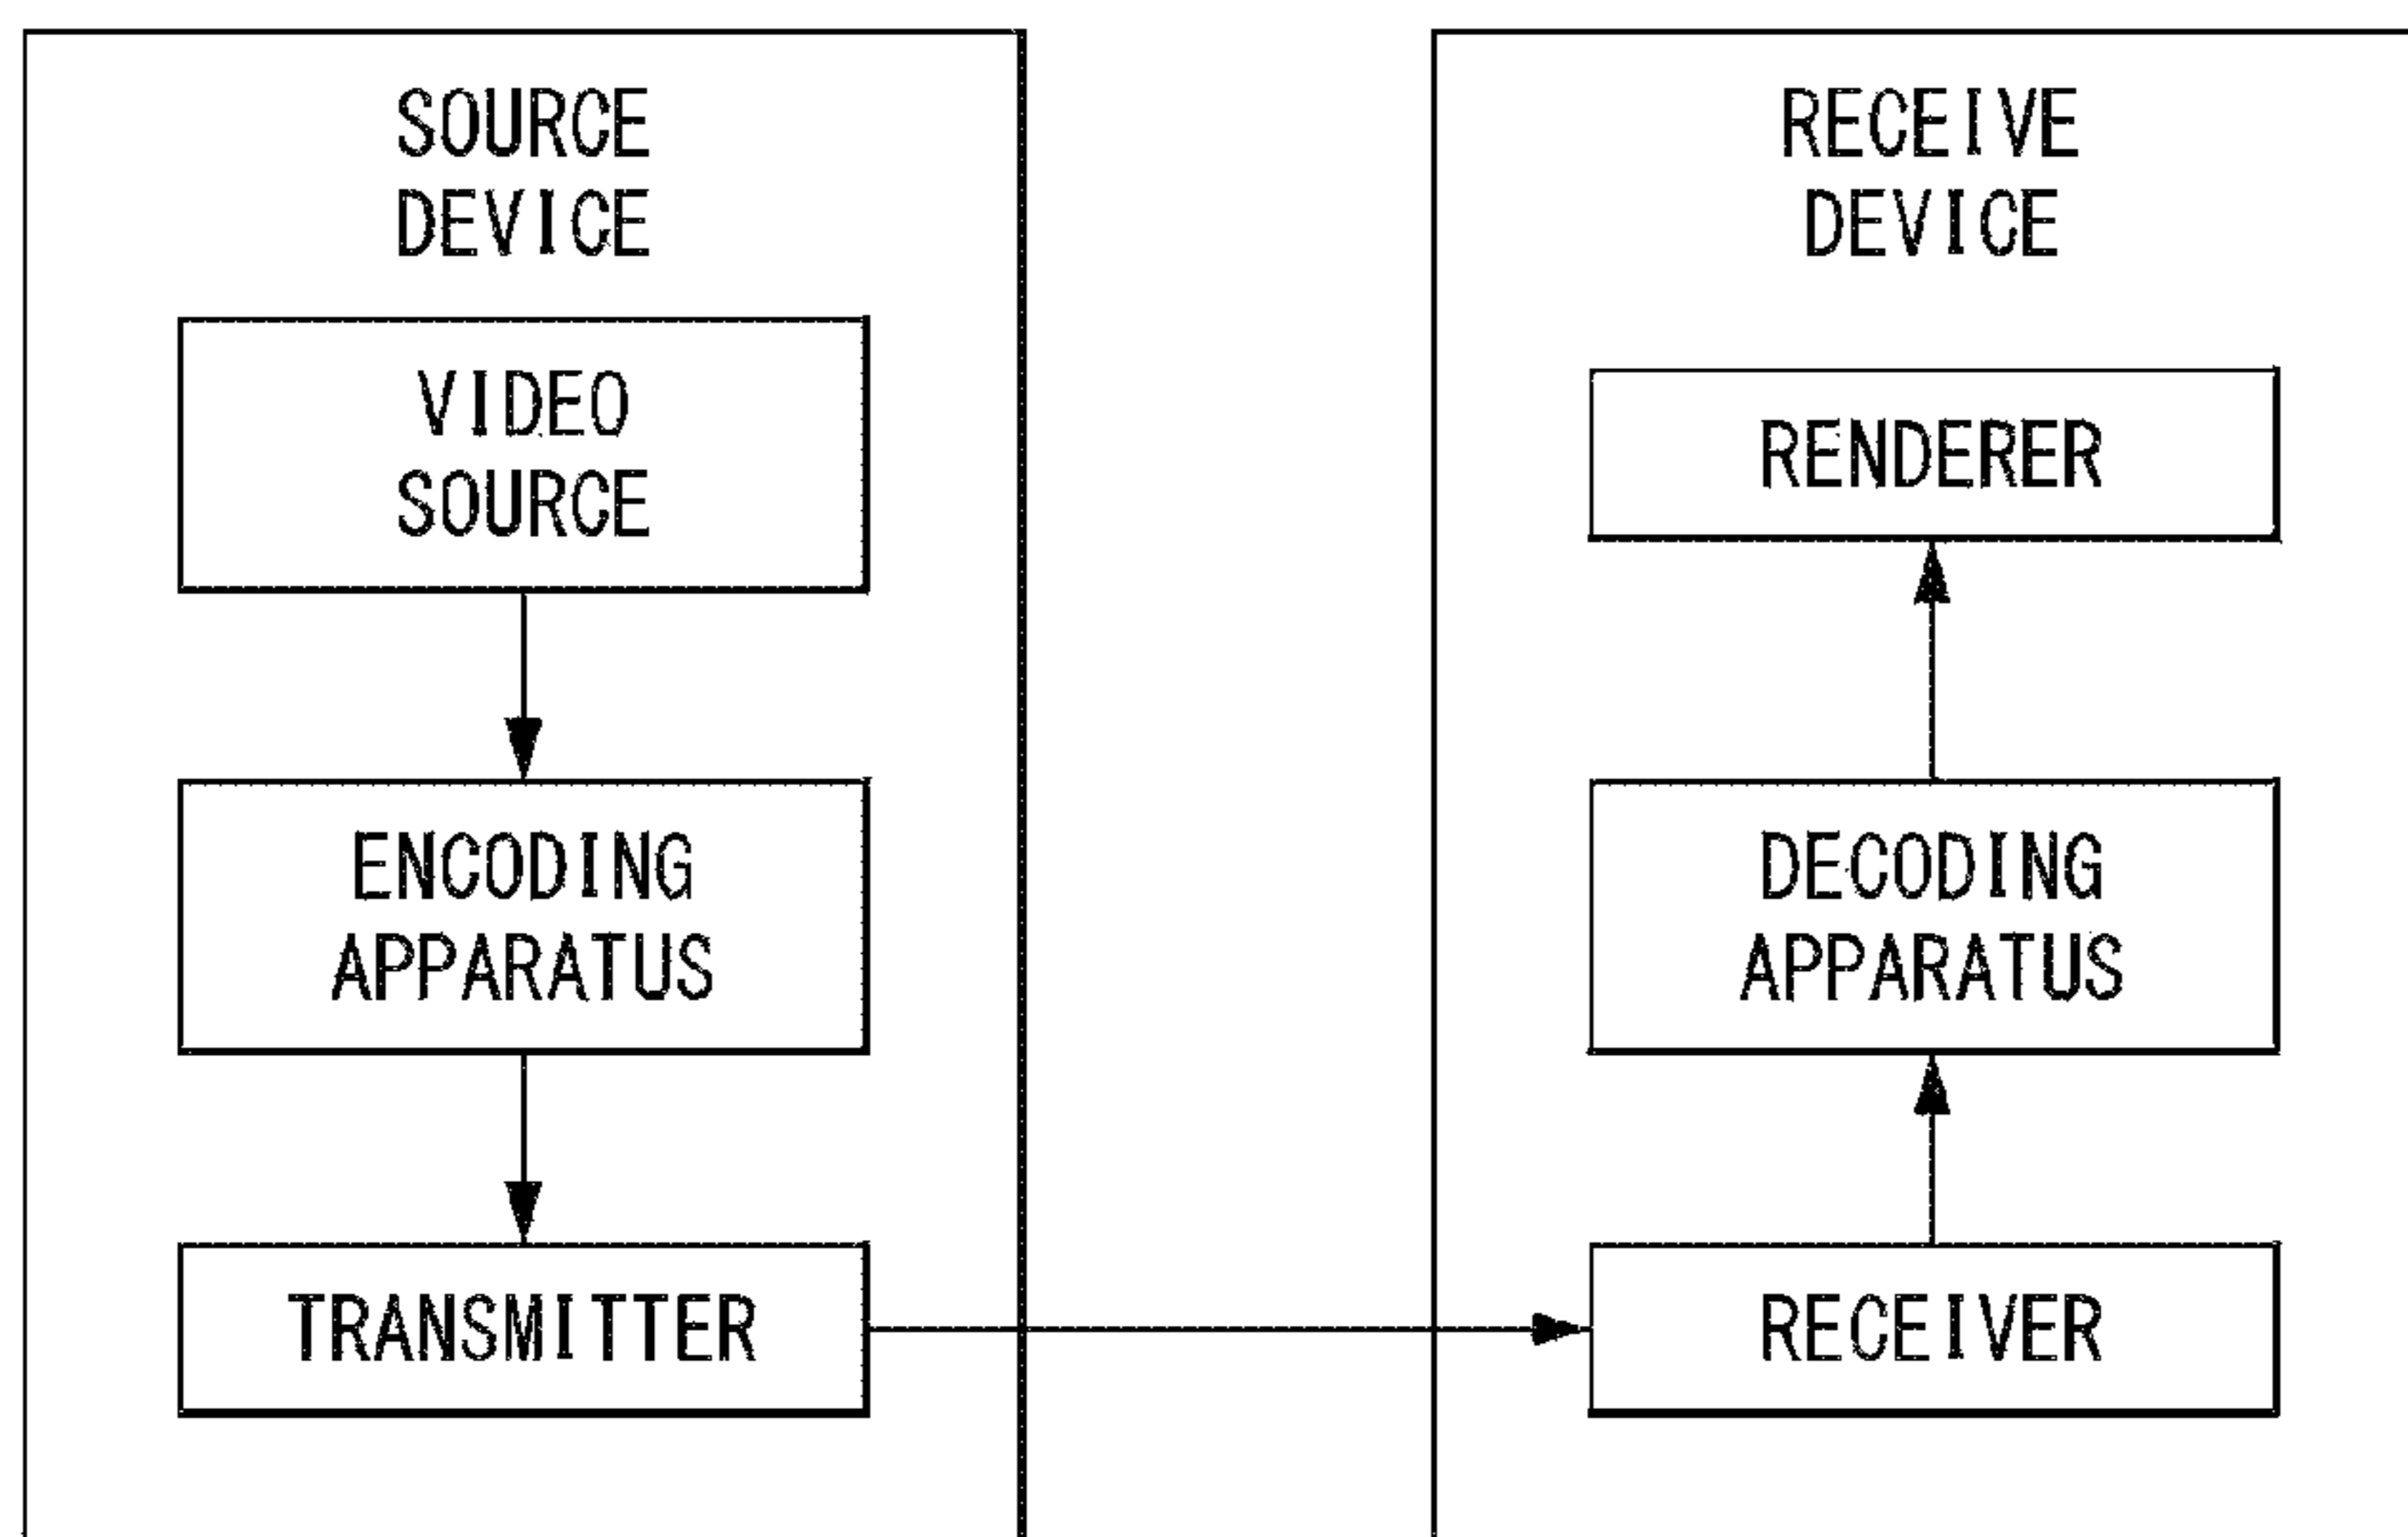 SOURCE
DEVICE
VIDEO
SOURCE
ENCODING
APPARATUS
TRANSMITTER
RECEIVE
DEVICE
RENDERER
DECODING
APPARATUS
RECEIVER